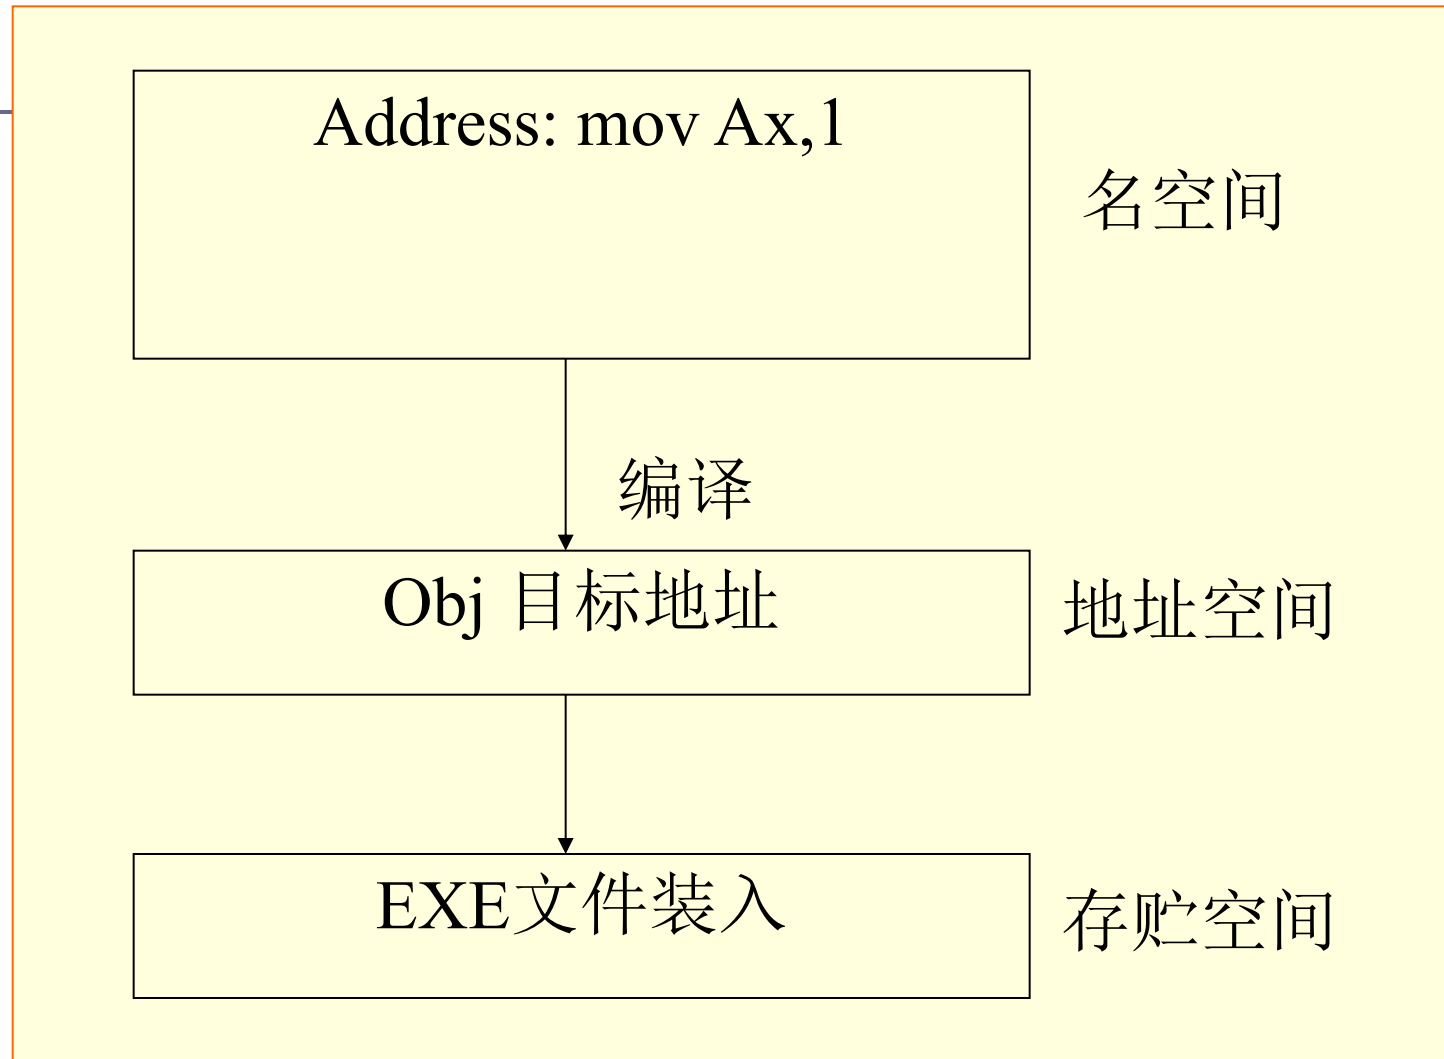 Address: mov Ax,1
名空间
编译
Obj 目标地址
地址空间
EXE文件装入
存贮空间